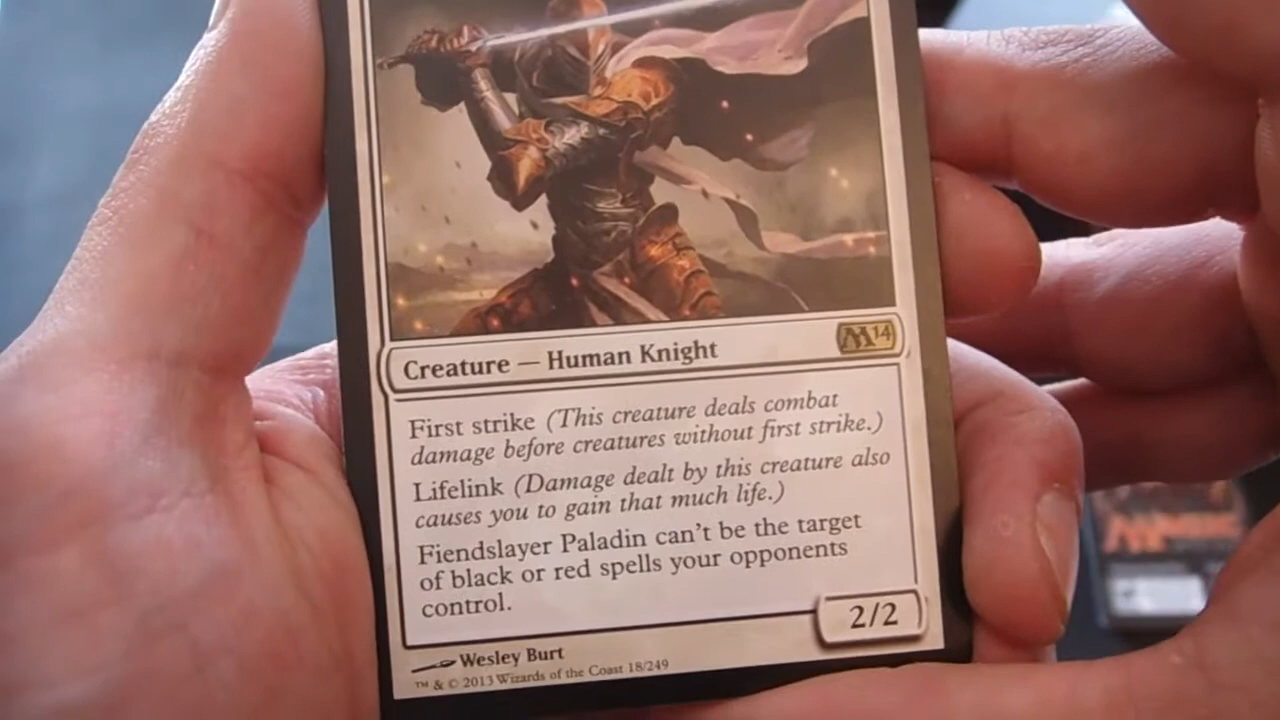 Creature — Human Knight
M14
First strike (This creature deals combat
damage before creatures without first strike.)
Lifelink (Damage dealt by this creature also
causes you to gain that much life.)
Fiendslayer Paladin can't be the target
of black or red spells your opponents
control.
2/2
Wesley Burt
™ & © 2013 Wizards of the Coast 18/249